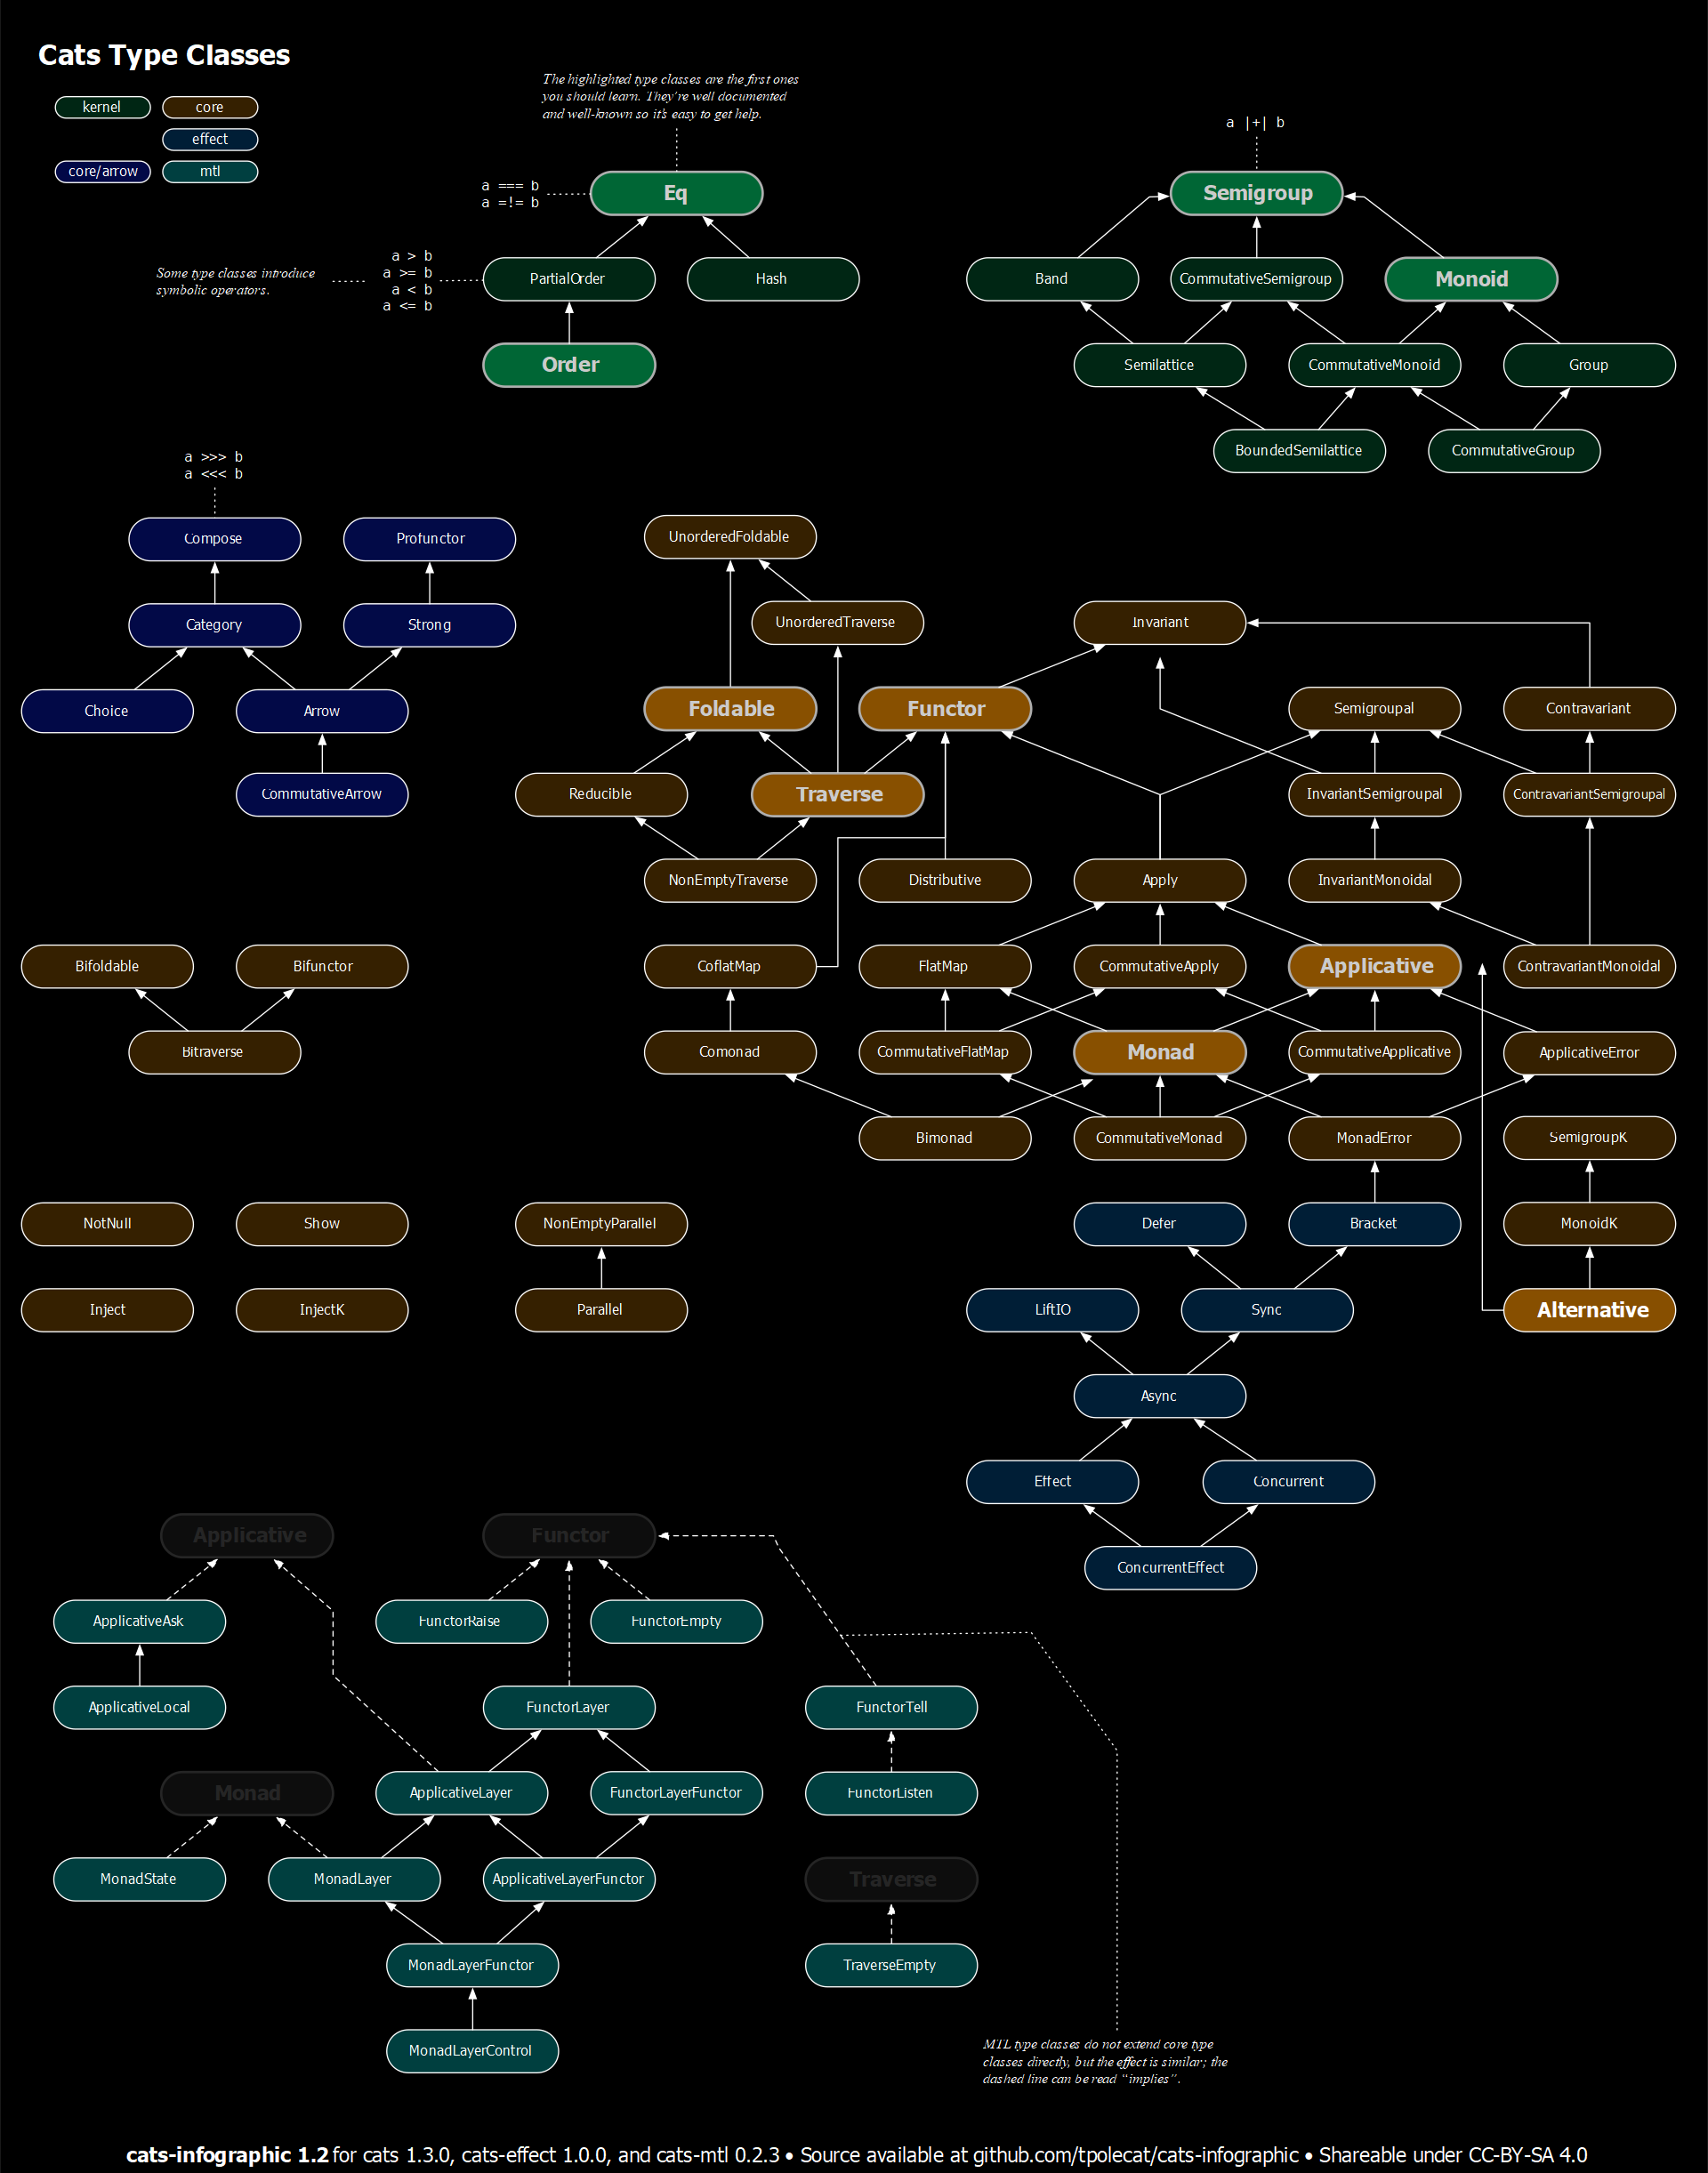 Cats Type Classes
kernel
core
effect
core/arrow
mtl
The highlighted type classes are the first ones
you should learn. They're well documented
and well-known so it's easy to get help.
a === b
a =!= b
Eq
Some type classes introduce
symbolic operators.
a > b
a >= b
a < b
a <= b
PartialOrder
Hash
Order
a |+| b
Semigroup
Band
CommutativeSemigroup
Monoid
Semilattice
CommutativeMonoid
Group
BoundedSemilattice
CommutativeGroup
a >>> b
a <<< b
Compose
Profunctor
Category
Strong
Choice
Arrow
CommutativeArrow
UnorderedFoldable
UnorderedTraverse
Invariant
Foldable
Functor
Semigroupal
Contravariant
Reducible
Traverse
InvariantSemigroupal
ContravariantSemigroupal
NonEmptyTraverse
Distributive
Apply
InvariantMonoidal
Bifoldable
Bifunctor
CoflatMap
FlatMap
CommutativeApply
Applicative
ContravariantMonoidal
Bitraverse
Comonad
CommutativeFlatMap
Monad
CommutativeApplicative
ApplicativeError
Bimonad
CommutativeMonad
MonadError
SemigroupK
NotNull
Show
NonEmptyParallel
Defer
Bracket
MonoidK
Inject
InjectK
Parallel
LiftIO
Sync
Alternative
Async
Effect
Concurrent
ConcurrentEffect
Applicative
Functor
ApplicativeAsk
FunctorRaise
FunctorEmpty
ApplicativeLocal
FunctorLayer
FunctorTell
Monad
ApplicativeLayer
FunctorLayerFunctor
FunctorListen
MonadState
MonadLayer
ApplicativeLayerFunctor
Traverse
MonadLayerFunctor
TraverseEmpty
MonadLayerControl
MTL type classes do not extend core type
classes directly, but the effect is similar; the
dashed line can be read “implies”.
cats-infographic 1.2 for cats 1.3.0, cats-effect 1.0.0, and cats-mtl 0.2.3 • Source available at github.com/tpolecat/cats-infographic • Shareable under CC-BY-SA 4.0